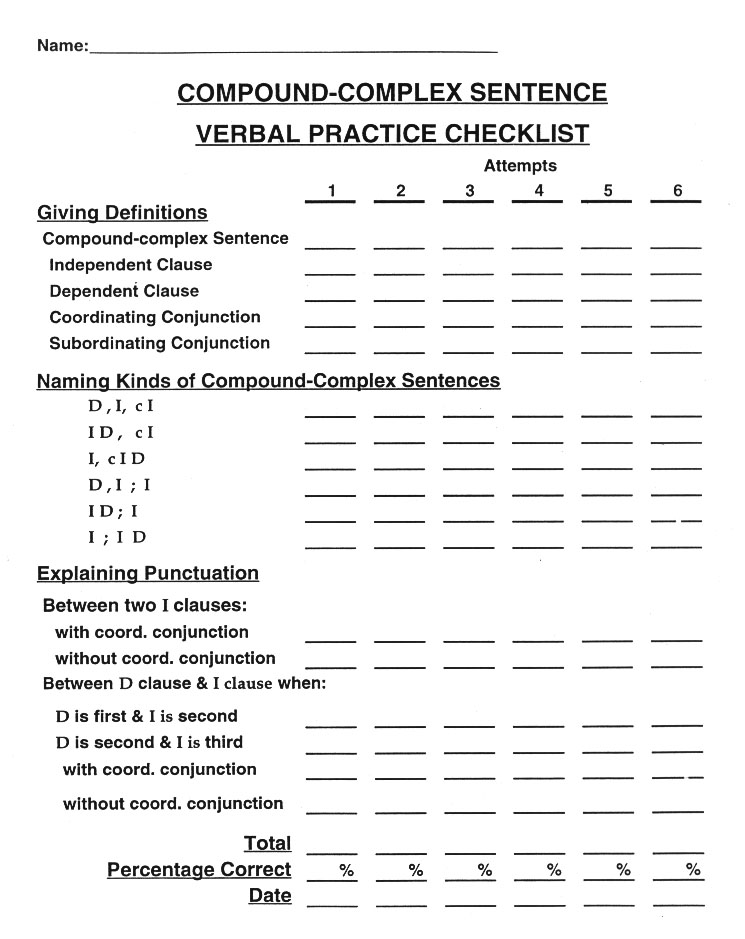 Name:
COMPOUND-COMPLEX SENTENCE
VERBAL PRACTICE CHECKLIST
Attempts
1 2 3 4 5 6
Giving Definitions
Compound-complex Sentence
Independent Clause
Dependent Clause
Coordinating Conjunction
Subordinating Conjunction
Naming Kinds of Compound-Complex Sentences
D , I, c I
I D , c I
I, c I D
D , I ; I
I D ; I
I ; I D
Explaining Punctuation
Between two I clauses:
with coord. conjunction
without coord. conjunction
Between D clause & I clause when:
D is first & I is second
D is second & I is third
with coord. conjunction
without coord. conjunction
Total
Percentage Correct % % % % % %
Date